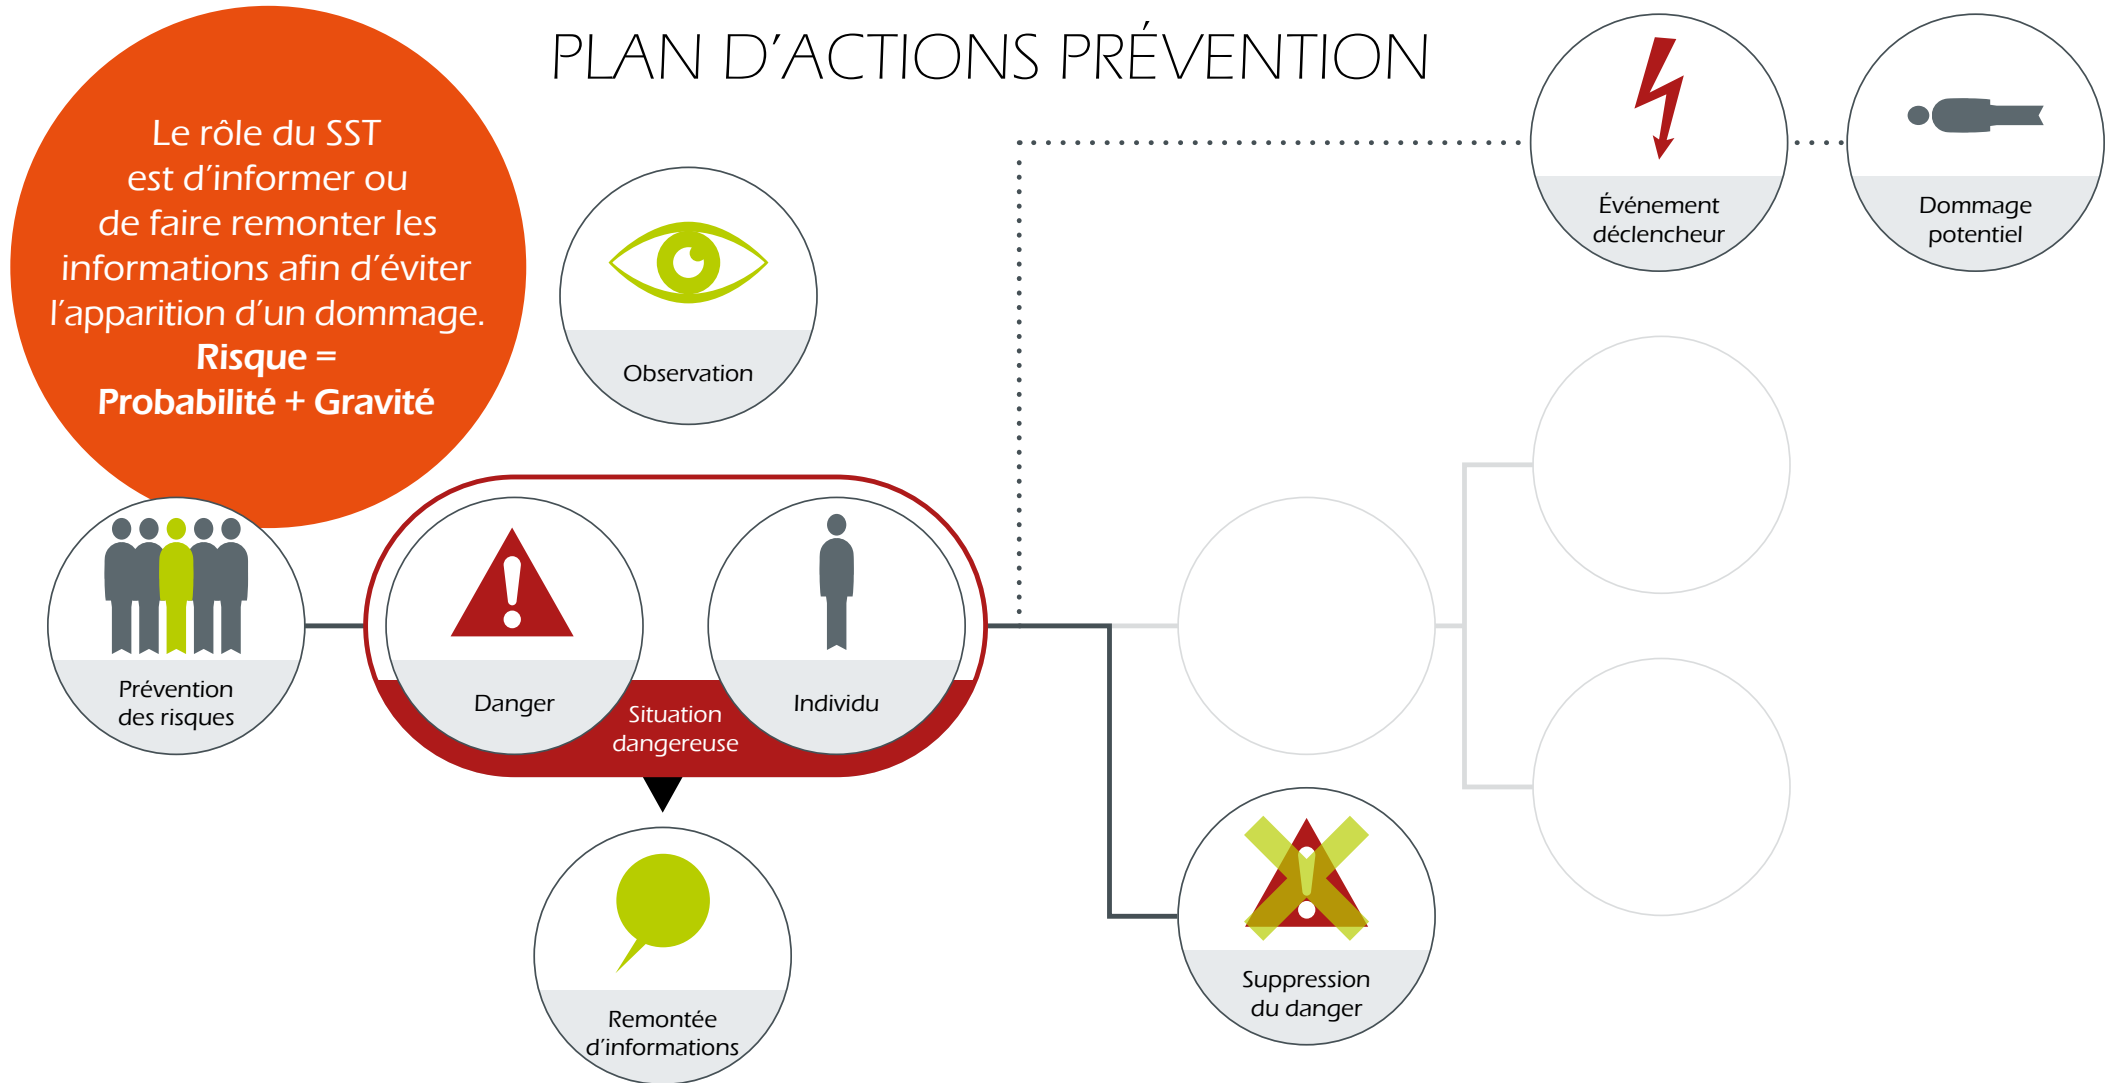 PLAN D’ACTIONS PRÉVENTION
Le rôle du SST
est d’informer ou
de faire remonter les
informations afin d’éviter
l’apparition d’un dommage.
Risque =
Probabilité + Gravité
Observation
Événement
déclencheur
Dommage
potentiel
Prévention
des risques
Danger
Situation
dangereuse
Individu
Remontée
d’informations
Suppression
du danger